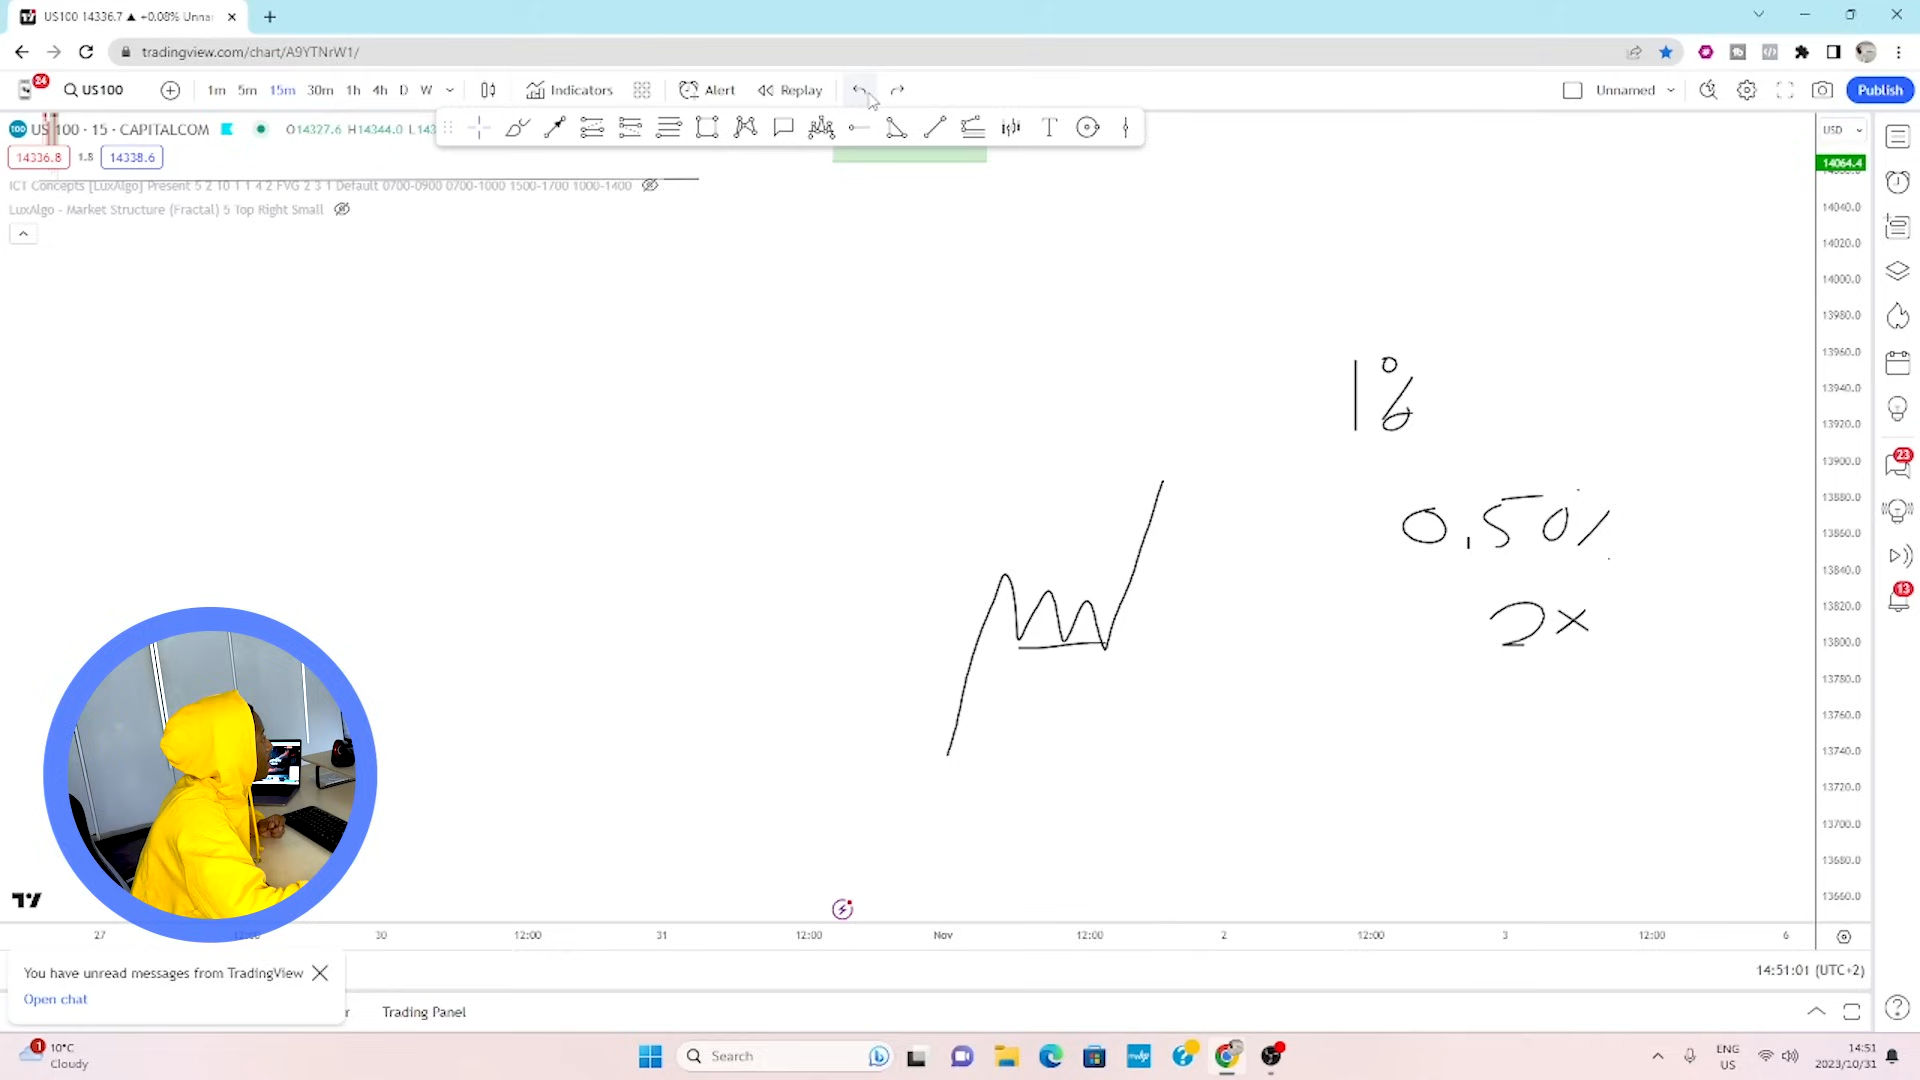 US100 14336.7 ▲ +0.08% Unna
tradingview.com/chart/A9YTNrW1/
24
US100
1m 5m 15m 30m 1h 4h D W
Indicators
Alert
Replay
Unnamed
Publish
US100 · 15 · CAPITALCOM
O14327.6 H14344.0
14336.8 1.8 14338.6
ICT Concepts [LuxAlgo] Present 5 2 10 1 1 4 2 FVG 2 3 1 Default 0700-0900 0700-1000 1500-1700 1000-1400
LuxAlgo - Market Structure (Fractal) 5 Top Right Small
USD
14064.4
14040.0
14020.0
14000.0
13980.0
13960.0
13940.0
13920.0
13900.0
13880.0
13860.0
13840.0
13820.0
13800.0
13780.0
13760.0
13740.0
13720.0
13700.0
13680.0
13660.0
1%
0,50%
2x
23
13
27 12:00 30 12:00 31 12:00 Nov 12:00 2 12:00 3 12:00 6
You have unread messages from TradingView
Open chat
14:51:01 (UTC+2)
Trading Panel
1
10°C
Cloudy
Search
ENG
US
14:51
2023/10/31